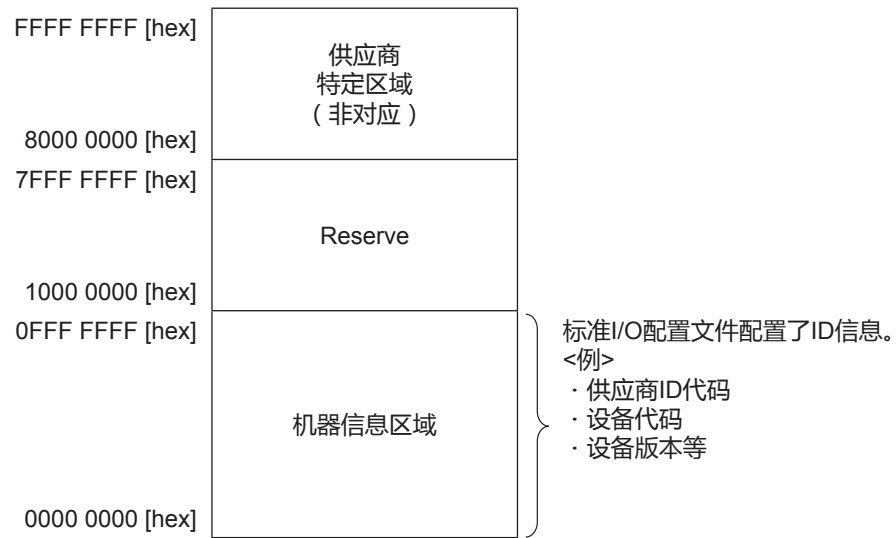 FFFF FFFF [hex]
供应商
特定区域
（非对应）
8000 0000 [hex]
7FFF FFFF [hex]
Reserve
1000 0000 [hex]
0FFF FFFF [hex]
标准I/O配置文件配置了ID信息。
<例>
・供应商ID代码
・设备代码
・设备版本等
机器信息区域
0000 0000 [hex]